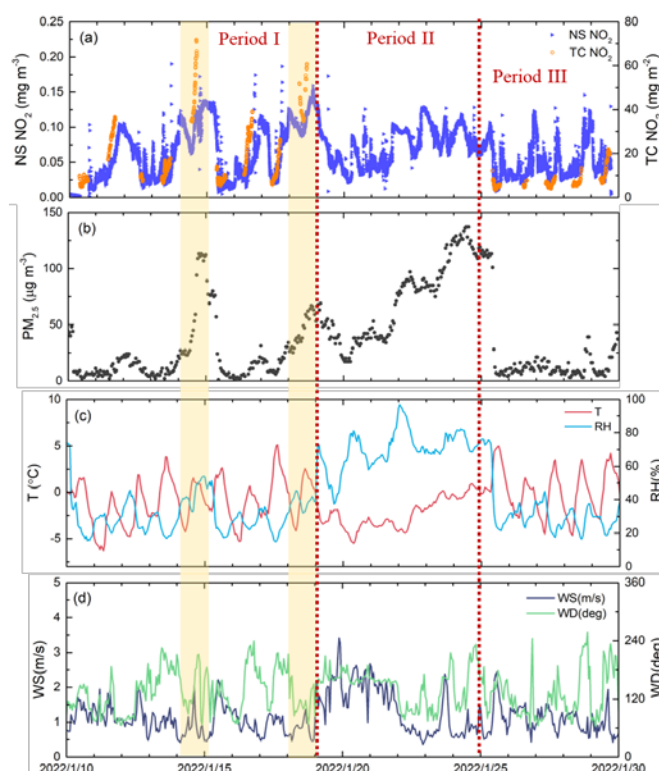 (a)
Period I
Period II
Period III
NS NO2
TC NO2
NS NO2 (mg m-3)
0.25
0.20
0.15
0.10
0.05
0.00
TC NO2 (mg m-2)
80
60
40
20
0
(b)
PM2.5 (μg m-3)
150
100
50
0
(c)
T
RH
T (°C)
10
5
0
-5
RH(%)
100
80
60
40
20
0
(d)
WS(m/s)
WD(deg)
WS(m/s)
5
4
3
2
1
0
WD(deg)
360
240
120
0
2022/1/10
2022/1/15
2022/1/20
2022/1/25
2022/1/30